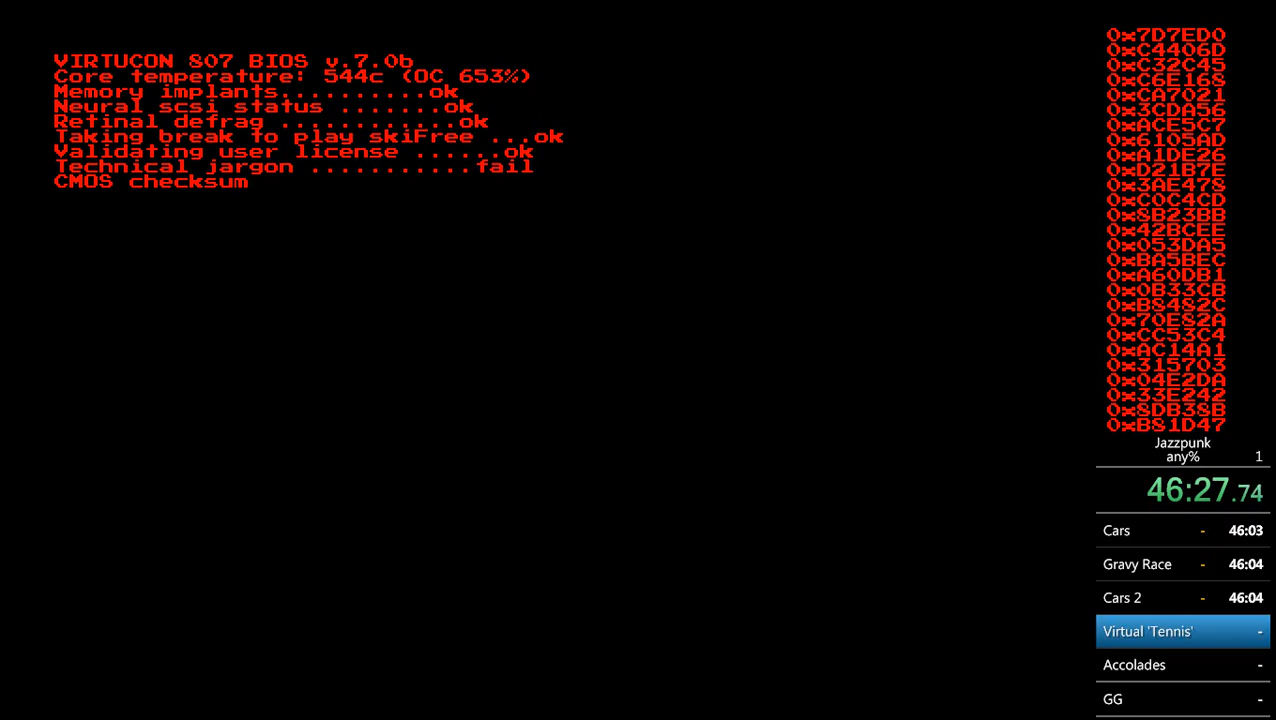 VIRTUCON 807 BIOS v.7.0b
Core temperature: 544c (OC 653%)
Memory implants..........ok
Neural scsi status .......ok
Retinal defrag ...........ok
Taking break to play skiFree ...ok
Validating user license ......ok
Technical jargon ...........fail
CMOS checksum
0x7D7ED0
0xC4406D
0xC32C45
0xC6E168
0xCA7021
0x3CDA56
0xACE5C7
0x6105AD
0xA1DE26
0xD21B7E
0x3AE478
0xC0C4CD
0x8B23BB
0x42BCEE
0x053DA5
0xBA5BEC
0xA60DB1
0x0B33CB
0xB8482C
0x70E82A
0xCC53C4
0xAC14A1
0x315703
0x04E2DA
0x33E242
0x8DB38B
0xB81D47
Jazzpunk
any% 1
46:27.74
Cars - 46:03
Gravy Race - 46:04
Cars 2 - 46:04
Virtual 'Tennis' -
Accolades -
GG -